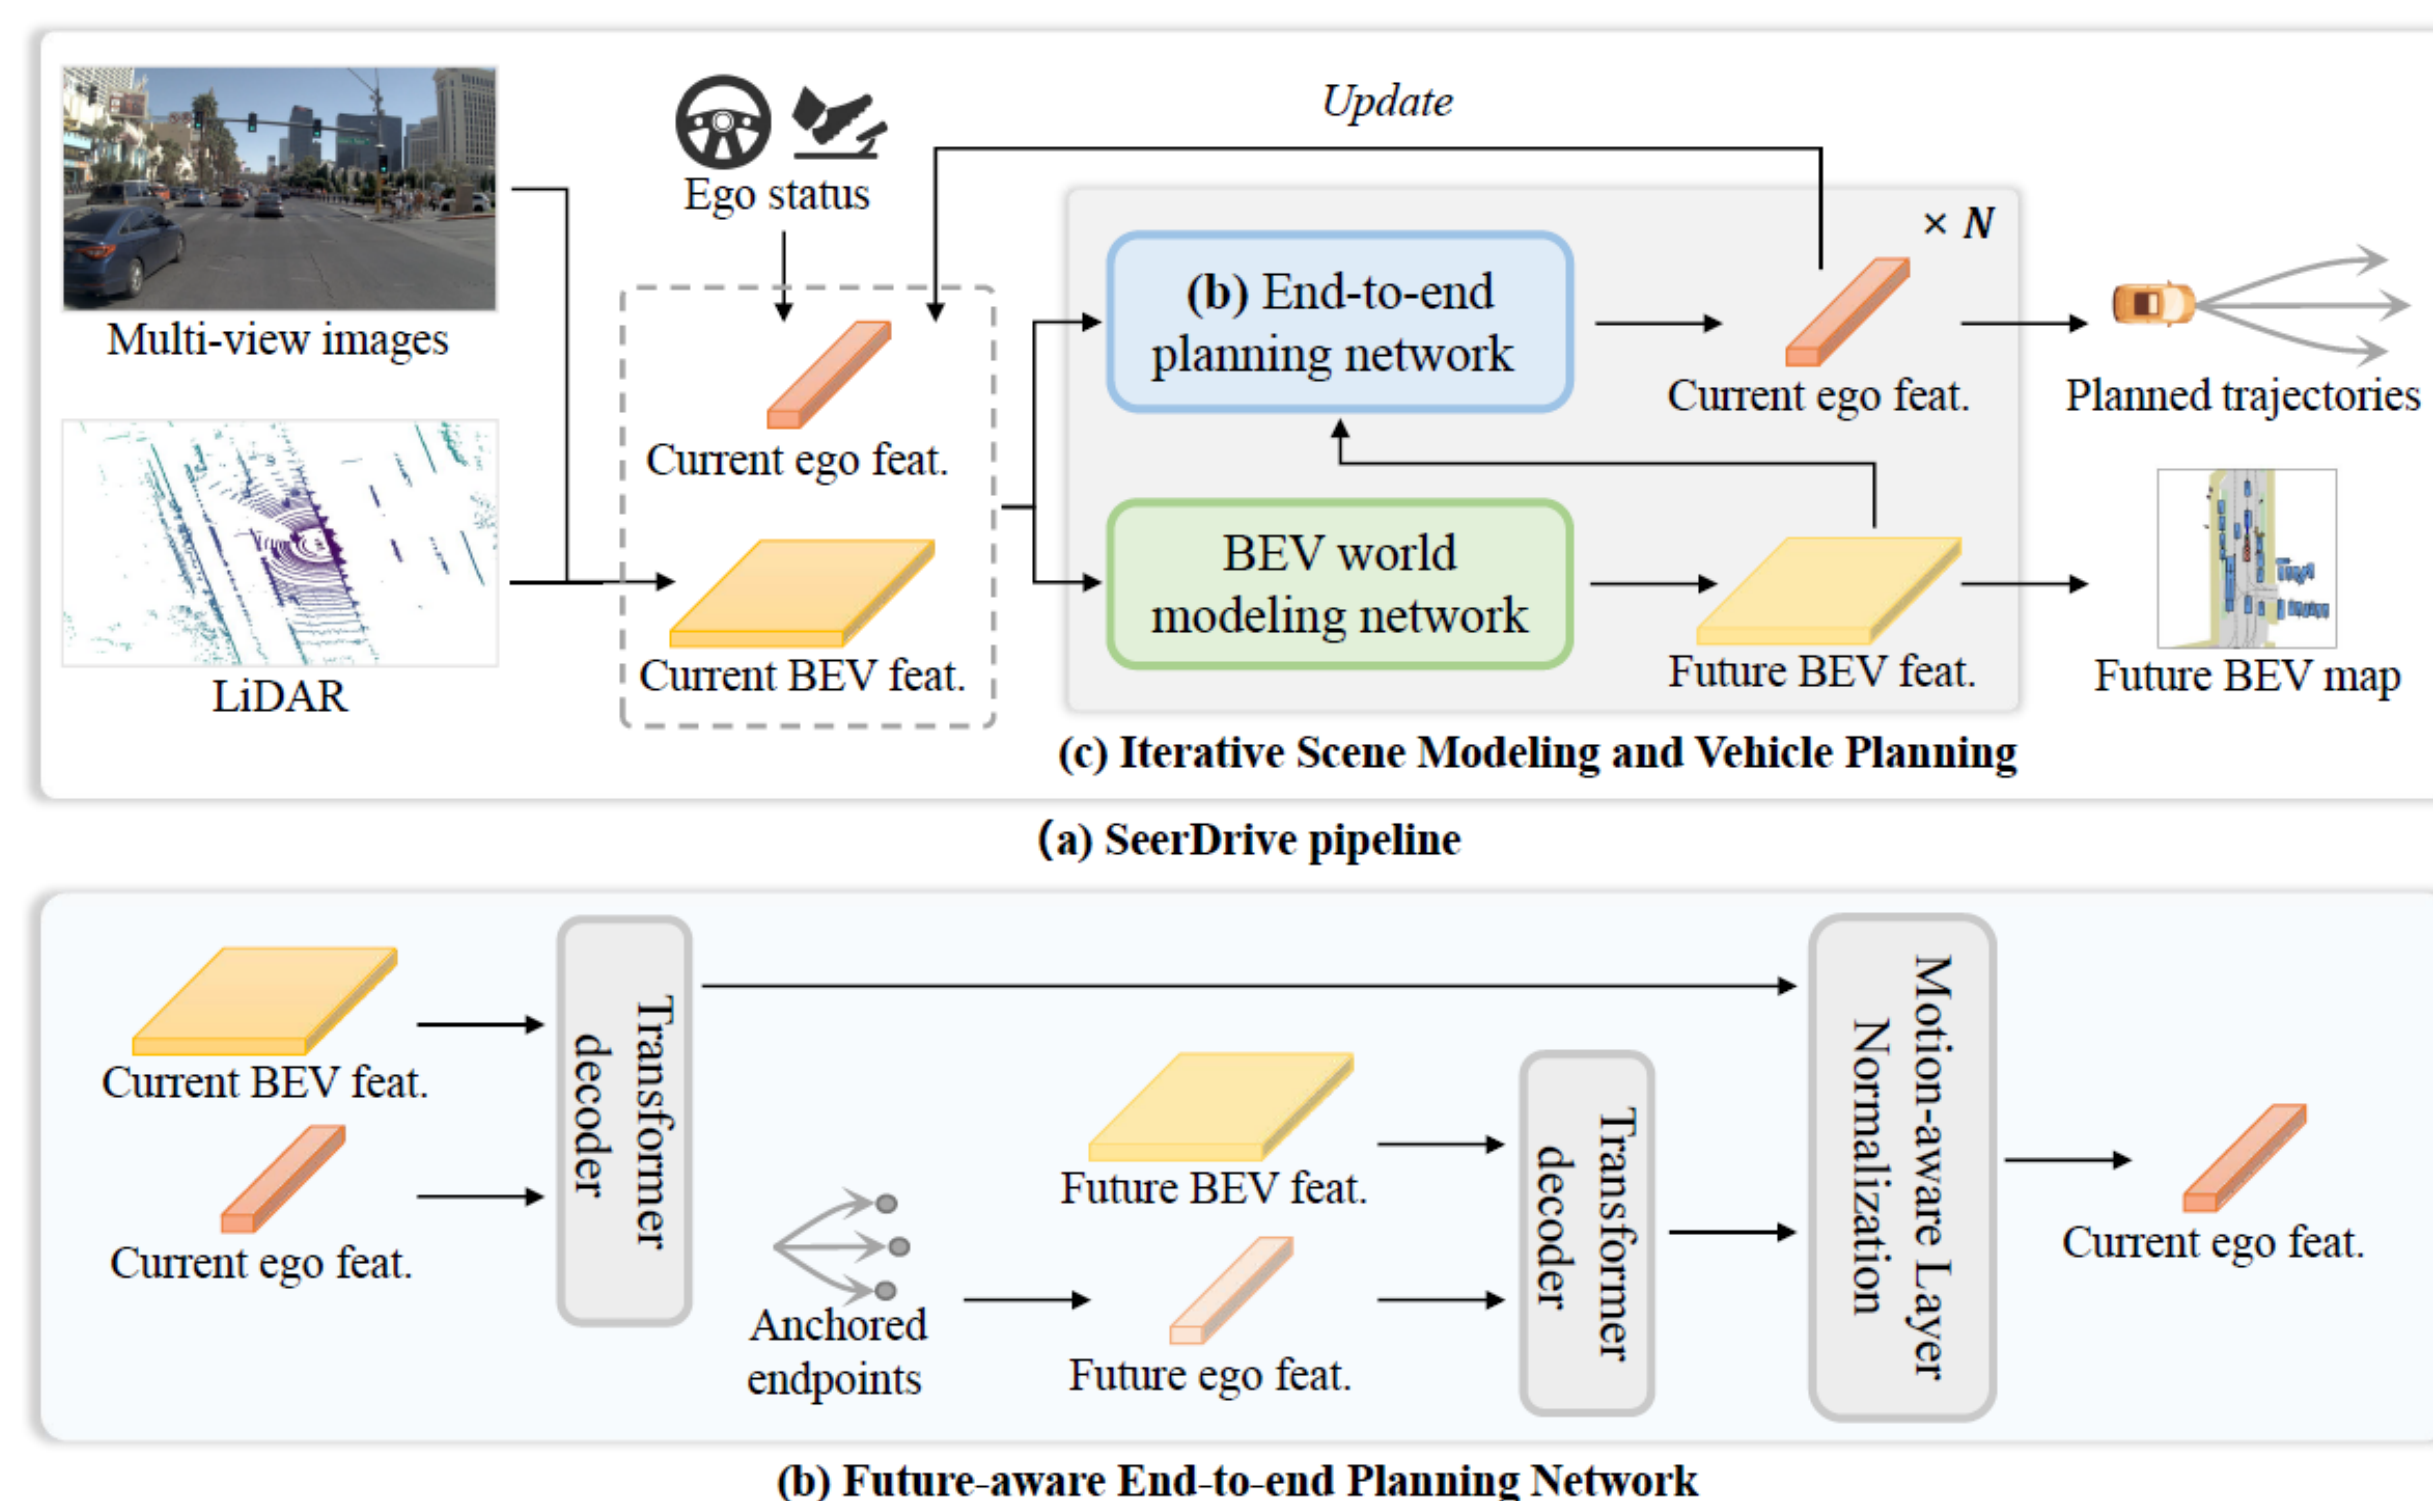 Update
Ego status
× N
Multi-view images
(b) End-to-end
planning network
Current ego feat.
Current ego feat.
Planned trajectories
BEV world
modeling network
LiDAR
Current BEV feat.
Future BEV feat.
Future BEV map
(c) Iterative Scene Modeling and Vehicle Planning
(a) SeerDrive pipeline
Current BEV feat.
Current ego feat.
Transformer
decoder
Anchored
endpoints
Future BEV feat.
Future ego feat.
Transformer
decoder
Motion-aware Layer
Normalization
Current ego feat.
(b) Future-aware End-to-end Planning Network